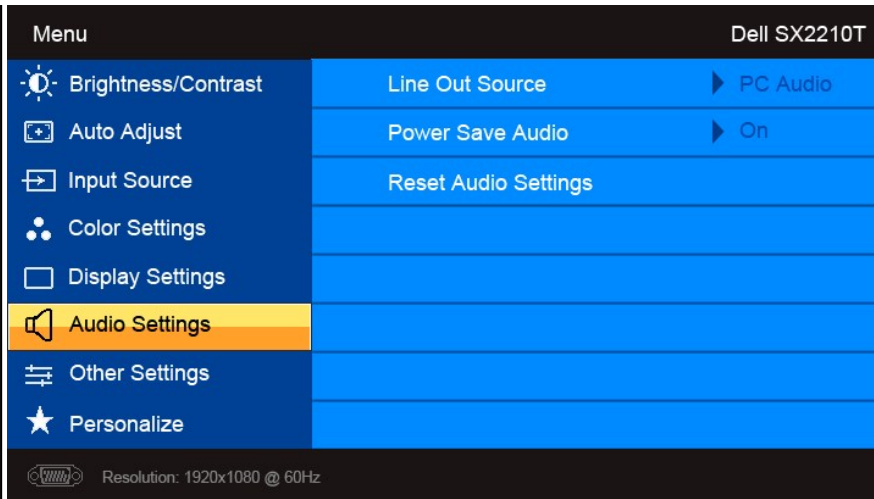 Menu Dell SX2210T
Brightness/Contrast Line Out Source PC Audio
Auto Adjust Power Save Audio On
Input Source Reset Audio Settings
Color Settings
Display Settings
Audio Settings
Other Settings
Personalize
Resolution: 1920x1080 @ 60Hz